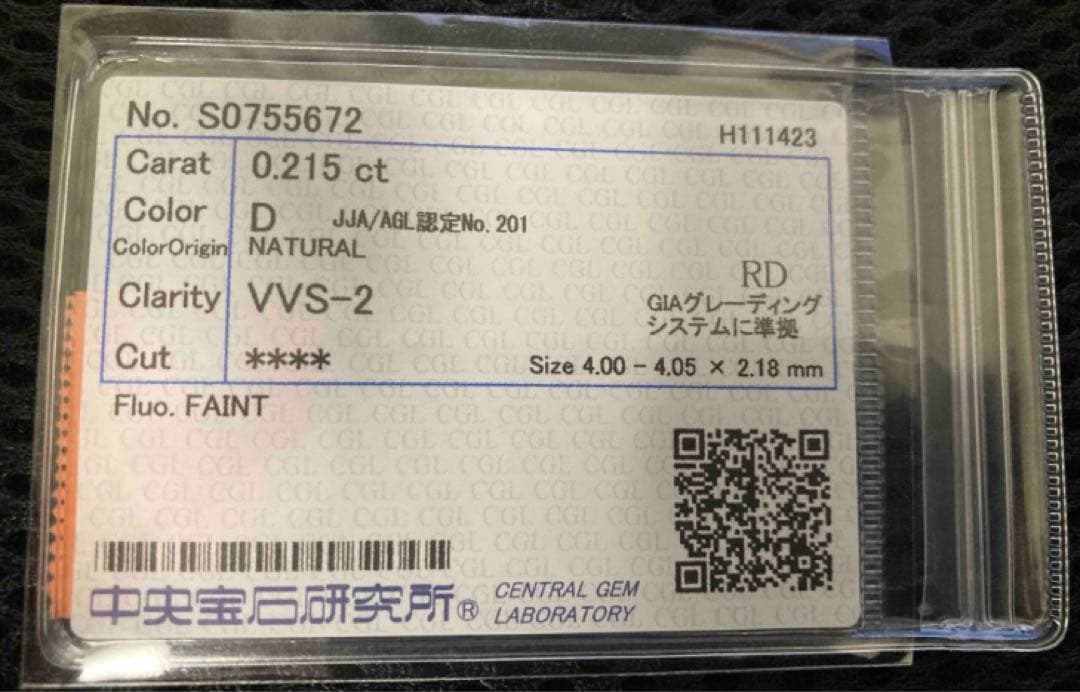 No. S0755672
H111423
Carat 0.215 ct
Color D JJA/AGL認定No. 201
ColorOrigin NATURAL
Clarity VVS-2
RD
GIAグレーディング
システムに準拠
Cut ****
Size 4.00 - 4.05 × 2.18 mm
Fluo. FAINT
中央宝石研究所®
CENTRAL GEM
LABORATORY